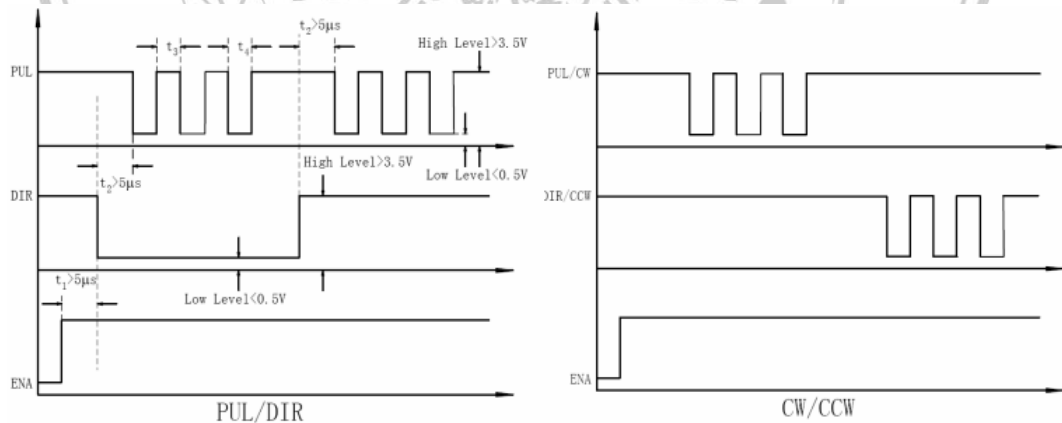 t₂>5μs
t₃
t₄
High Level>3.5V
PUL
High Level>3.5V
Low Level<0.5V
t₂>5μs
DIR
t₁>5μs
Low Level<0.5V
ENA
PUL/DIR
PUL/CW
DIR/CCW
ENA
CW/CCW